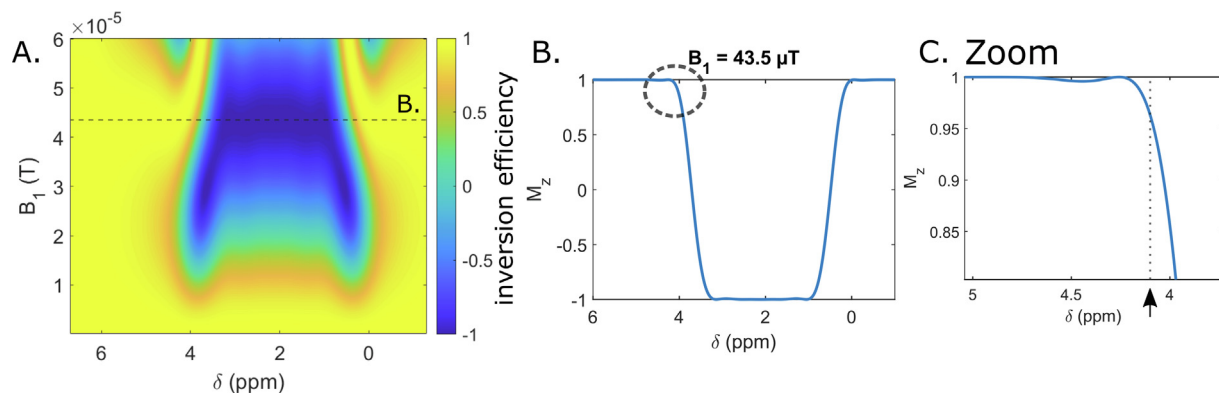 A.
6 ×10⁻⁵
5
4
3
2
1
B₁ (T)
6 4 2 0
δ (ppm)
B.
1
0.5
0
-0.5
-1
inversion efficiency
B.
B₁ = 43.5 µT
1
0.5
0
-0.5
-1
M_z
6 4 2 0
δ (ppm)
C. Zoom
1
0.95
0.9
0.85
M_z
5 4.5 4
δ (ppm)